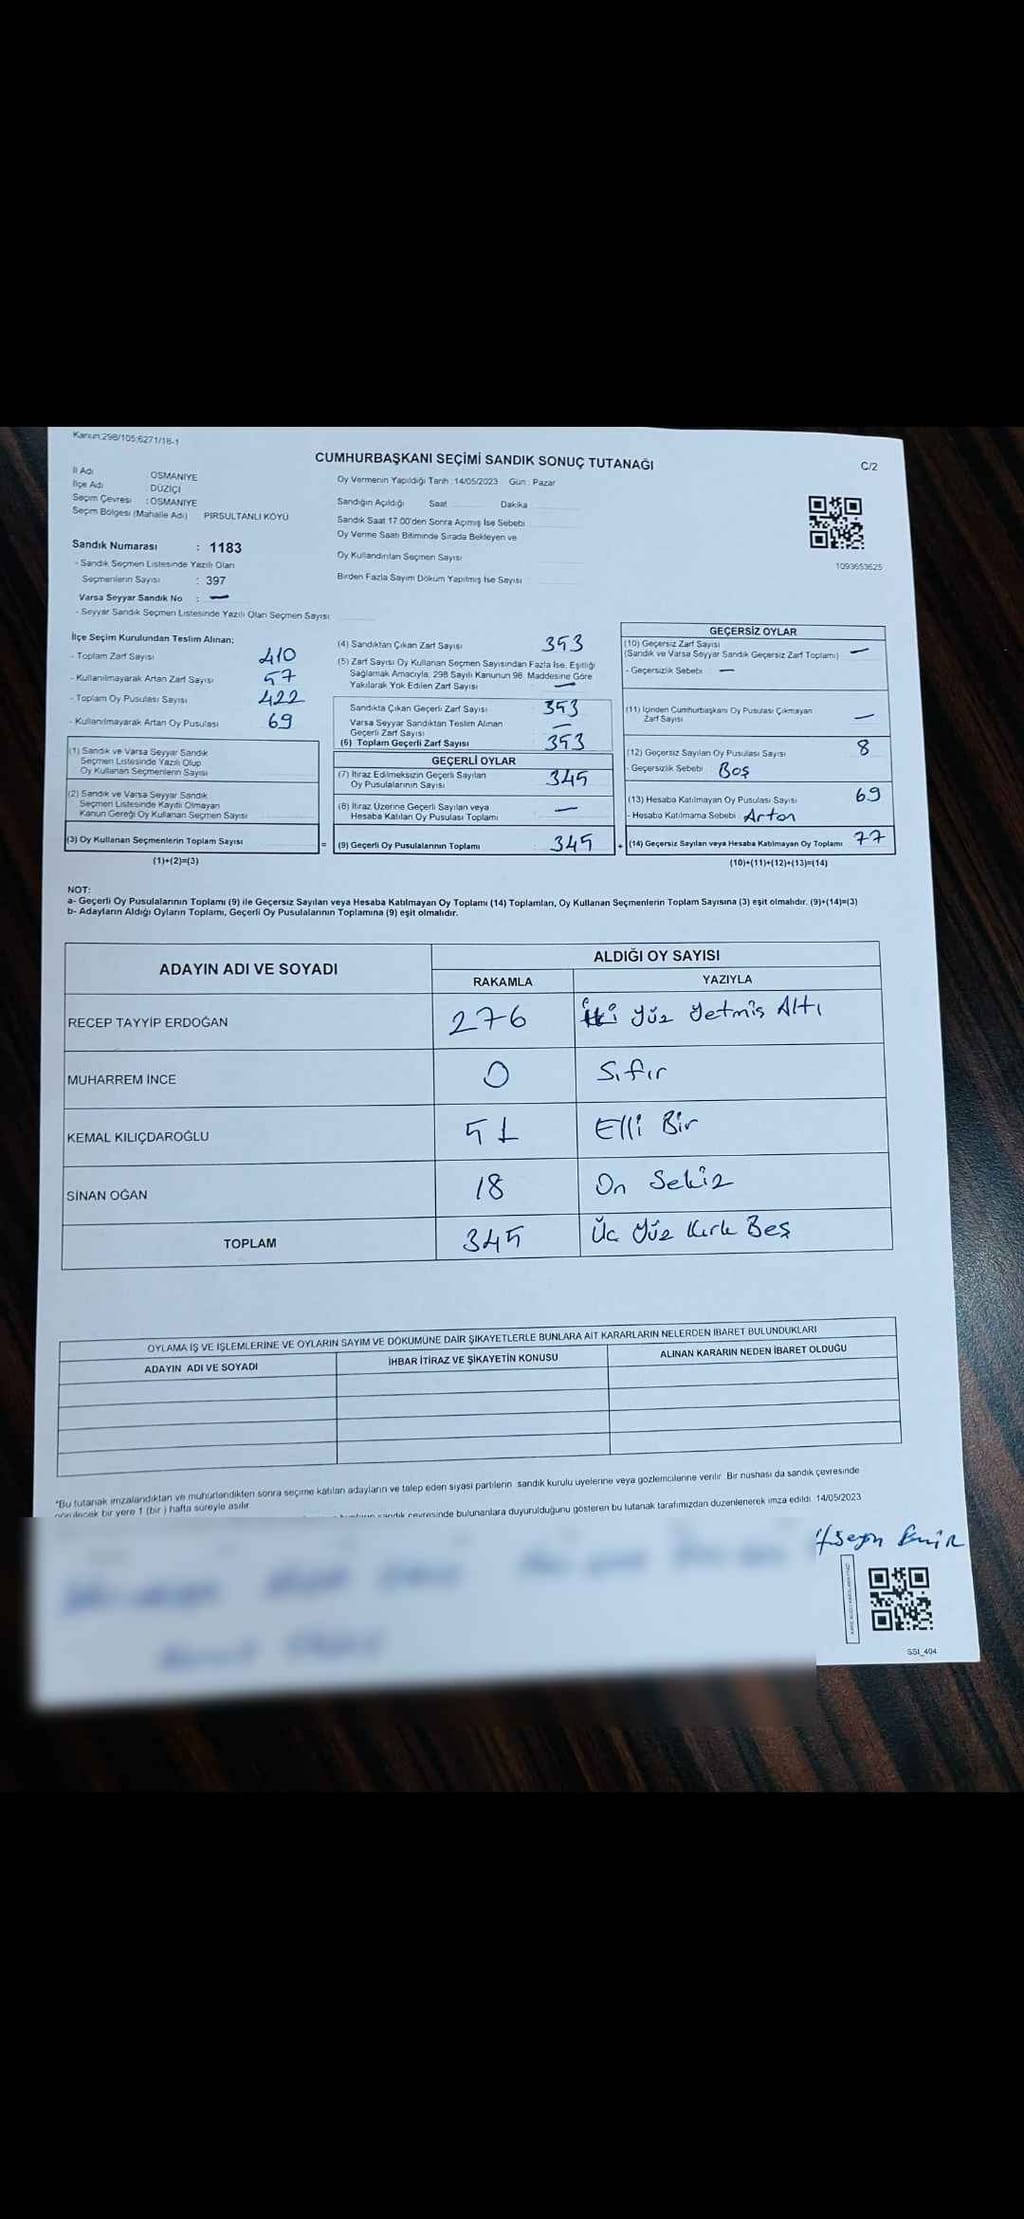 Kanun:298/105;6271/18-1
CUMHURBAŞKANI SEÇİMİ SANDIK SONUÇ TUTANAĞI
C/2
İl Adı OSMANİYE
İlçe Adı DÜZİÇİ
Seçim Çevresi : OSMANİYE
Seçim Bölgesi (Mahalle Adı) PİRSULTANLI KÖYÜ
Oy Vermenin Yapıldığı Tarih : 14/05/2023 Gün : Pazar
Sandığın Açıldığı Saat Dakika
Sandık Saat 17.00'den Sonra Açılmış İse Sebebi
Oy Verme Saati Bitiminde Sırada Bekleyen ve
Oy Kullandırılan Seçmen Sayısı
Birden Fazla Sayım Döküm Yapılmış İse Sayısı
1093653625
Sandık Numarası : 1183
- Sandık Seçmen Listesinde Yazılı Olan
Seçmenlerin Sayısı : 397
Varsa Seyyar Sandık No : —
- Seyyar Sandık Seçmen Listesinde Yazılı Olan Seçmen Sayısı
İlçe Seçim Kurulundan Teslim Alınan:
- Toplam Zarf Sayısı 410
- Kullanılmayarak Artan Zarf Sayısı 57
- Toplam Oy Pusulası Sayısı 422
- Kullanılmayarak Artan Oy Pusulası 69
(1) Sandık ve Varsa Seyyar Sandık
Seçmen Listesinde Yazılı Olup
Oy Kullanan Seçmenlerin Sayısı
(2) Sandık ve Varsa Seyyar Sandık
Seçmen Listesinde Kayıtlı Olmayan
Kanun Gereği Oy Kullanan Seçmen Sayısı
(3) Oy Kullanan Seçmenlerin Toplam Sayısı
=
(1)+(2)=(3)
(4) Sandıktan Çıkan Zarf Sayısı 353
(5) Zarf Sayısı Oy Kullanan Seçmen Sayısından Fazla İse, Eşitliği
Sağlamak Amacıyla, 298 Sayılı Kanunun 98. Maddesine Göre
Yakılarak Yok Edilen Zarf Sayısı —
Sandıkta Çıkan Geçerli Zarf Sayısı 353
Varsa Seyyar Sandıktan Teslim Alınan
Geçerli Zarf Sayısı —
(6) Toplam Geçerli Zarf Sayısı 353
GEÇERLİ OYLAR
(7) İtiraz Edilmeksizin Geçerli Sayılan
Oy Pusulalarının Sayısı 345
(8) İtiraz Üzerine Geçerli Sayılan veya
Hesaba Katılan Oy Pusulası Toplamı —
(9) Geçerli Oy Pusulalarının Toplamı 345
+
GEÇERSİZ OYLAR
(10) Geçersiz Zarf Sayısı
(Sandık ve Varsa Seyyar Sandık Geçersiz Zarf Toplamı) —
- Geçersizlik Sebebi —
(11) İçinden Cumhurbaşkanı Oy Pusulası Çıkmayan
Zarf Sayısı —
(12) Geçersiz Sayılan Oy Pusulası Sayısı 8
- Geçersizlik Sebebi Boş
(13) Hesaba Katılmayan Oy Pusulası Sayısı 69
- Hesaba Katılmama Sebebi Artan
(14) Geçersiz Sayılan veya Hesaba Katılmayan Oy Toplamı 77
(10)+(11)+(12)+(13)=(14)
NOT:
a- Geçerli Oy Pusulalarının Toplamı (9) ile Geçersiz Sayılan veya Hesaba Katılmayan Oy Toplamı (14) Toplamları, Oy Kullanan Seçmenlerin Toplam Sayısına (3) eşit olmalıdır. (9)+(14)=(3)
b- Adayların Aldığı Oyların Toplamı, Geçerli Oy Pusulalarının Toplamına (9) eşit olmalıdır.
ADAYIN ADI VE SOYADI
ALDIĞI OY SAYISI
RAKAMLA YAZIYLA
RECEP TAYYİP ERDOĞAN 276 İki Yüz Yetmiş Altı
MUHARREM İNCE 0 Sıfır
KEMAL KILIÇDAROĞLU 51 Elli Bir
SİNAN OĞAN 18 On Sekiz
TOPLAM 345 Üç Yüz Kırk Beş
OYLAMA İŞ VE İŞLEMLERİNE VE OYLARIN SAYIM VE DÖKÜMÜNE DAİR ŞİKAYETLERLE BUNLARA AİT KARARLARIN NELERDEN İBARET BULUNDUKLARI
ADAYIN ADI VE SOYADI İHBAR İTİRAZ VE ŞİKAYETİN KONUSU ALINAN KARARIN NEDEN İBARET OLDUĞU
*Bu tutanak imzalandıktan ve mühürlendikten sonra seçime katılan adayların ve talep eden siyasi partilerin sandık kurulu üyelerine veya gözlemcilerine verilir. Bir nüshası da sandık çevresinde
görülecek bir yere 1 (bir) hafta süreyle asılır.
sandık çevresinde bulunanlara duyurulduğunu gösteren bu tutanak tarafımızdan düzenlenerek imza edildi. 14/05/2023
SSI_404